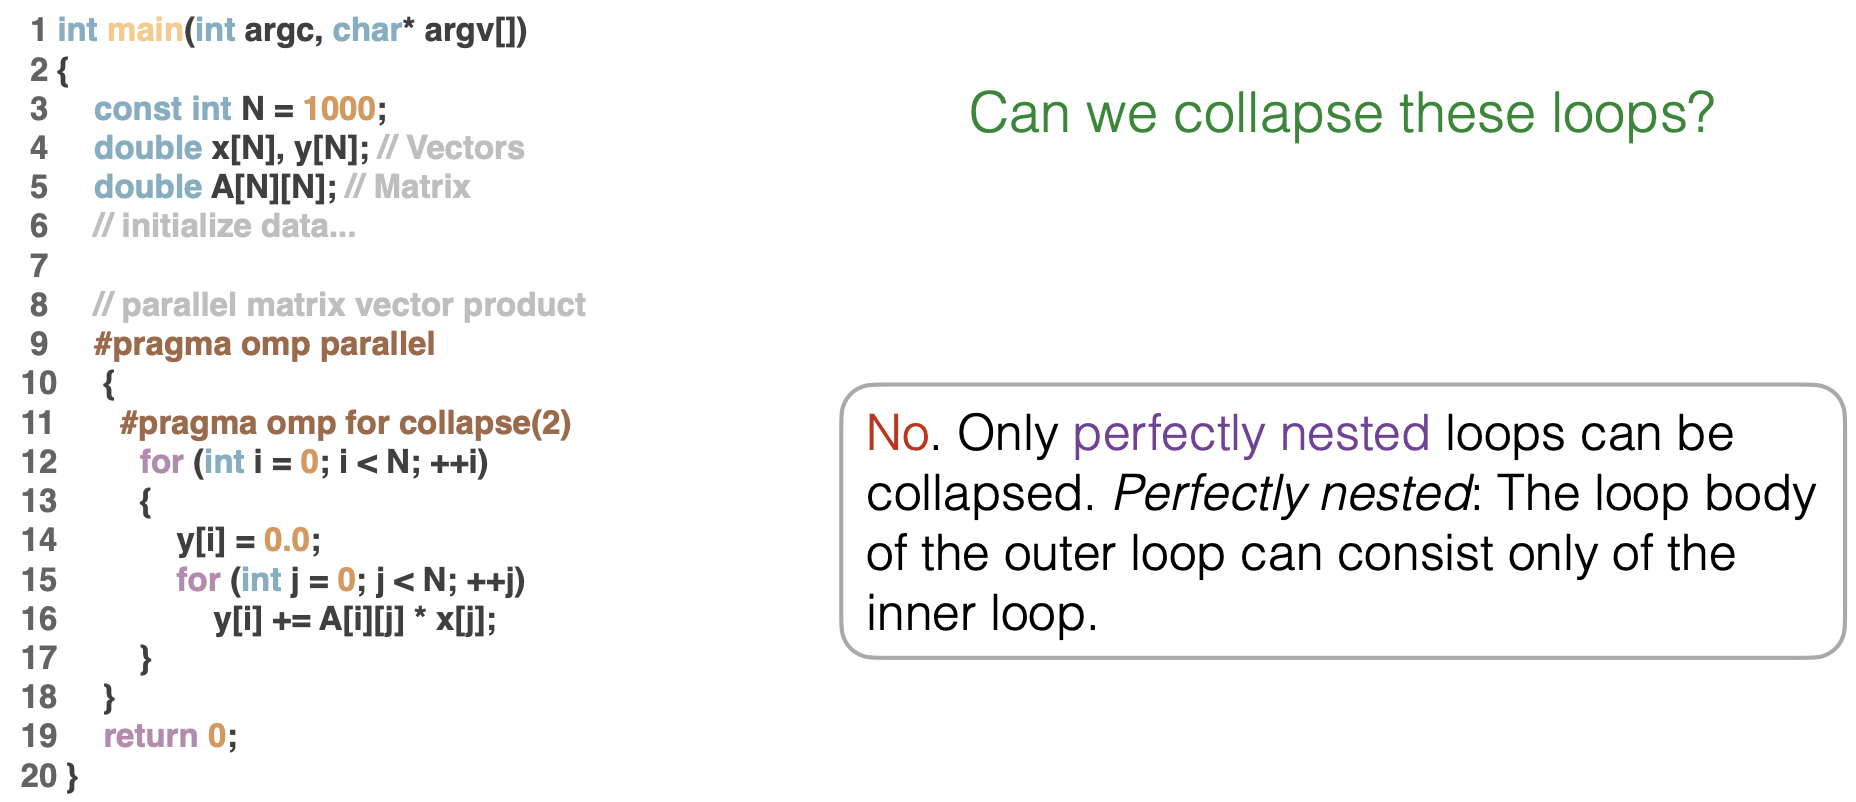 1 int main(int argc, char* argv[])
2 {
3 const int N = 1000;
4 double x[N], y[N]; // Vectors
5 double A[N][N]; // Matrix
6 // initialize data...
7
8 // parallel matrix vector product
9 #pragma omp parallel
10 {
11 #pragma omp for collapse(2)
12 for (int i = 0; i < N; ++i)
13 {
14 y[i] = 0.0;
15 for (int j = 0; j < N; ++j)
16 y[i] += A[i][j] * x[j];
17 }
18 }
19 return 0;
20 }
Can we collapse these loops?
No. Only perfectly nested loops can be
collapsed. Perfectly nested: The loop body
of the outer loop can consist only of the
inner loop.